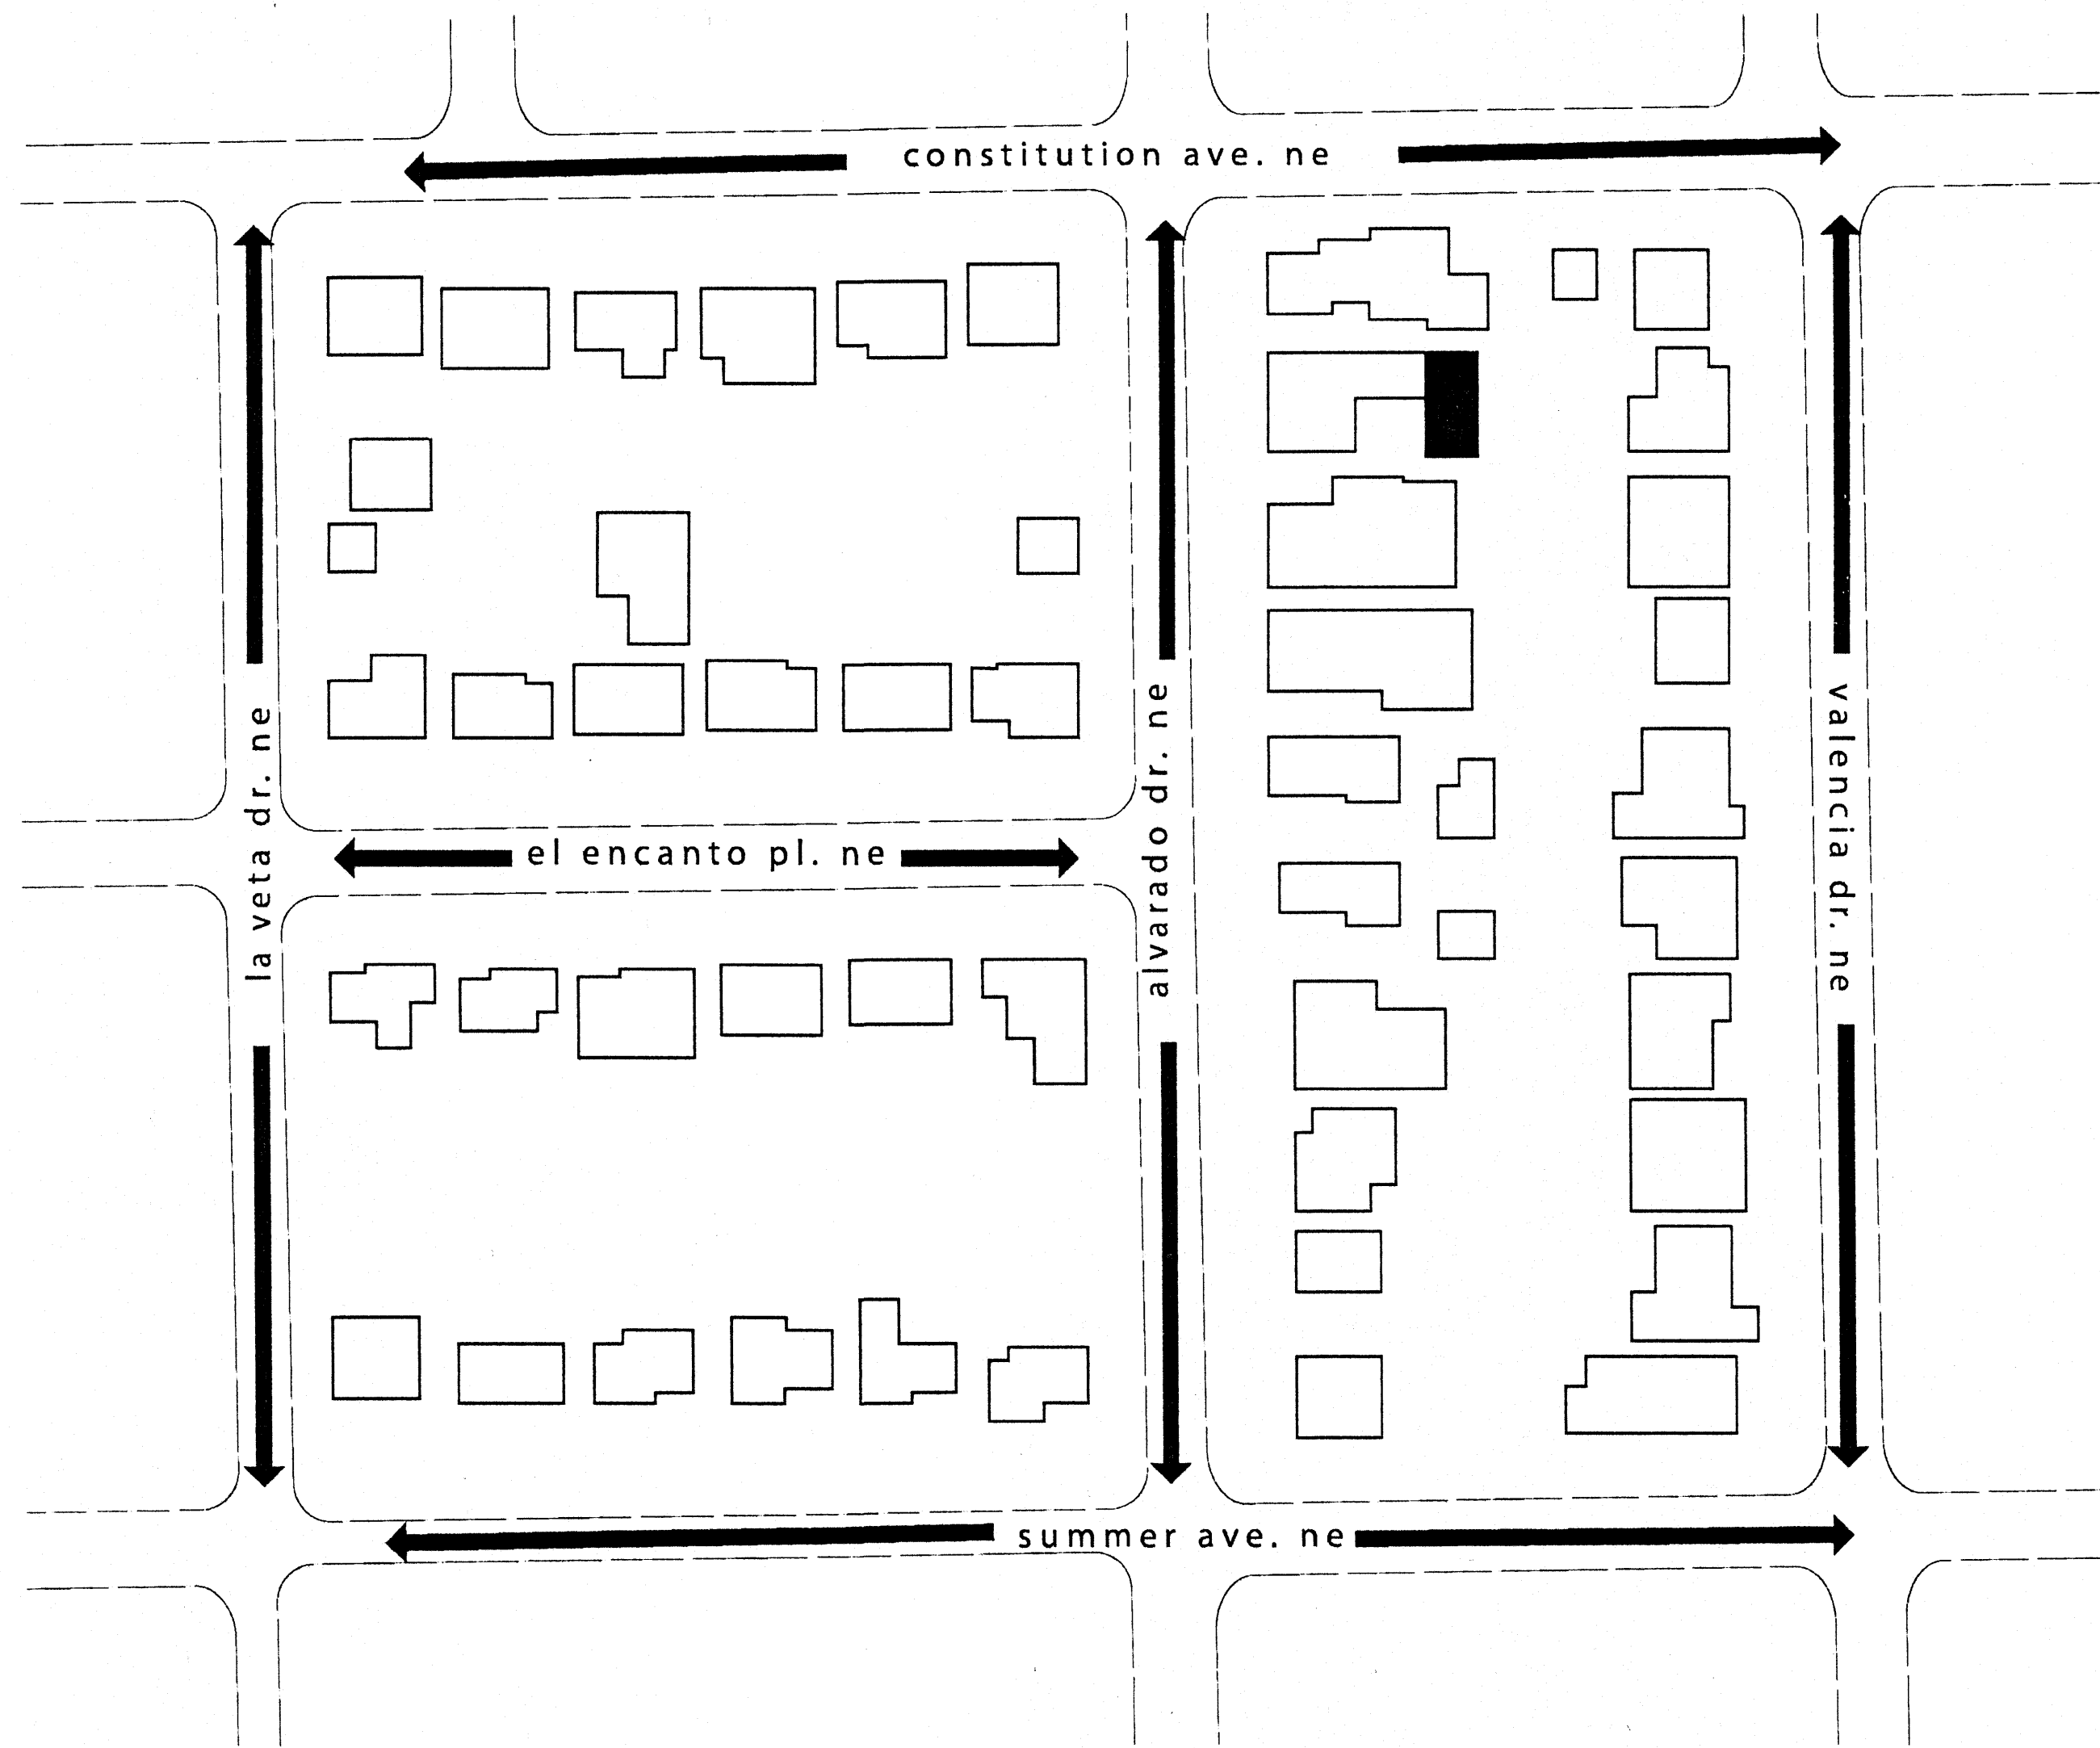 constitution ave. ne
la veta dr. ne
alvarado dr. ne
valencia dr. ne
el encanto pl. ne
summer ave. ne